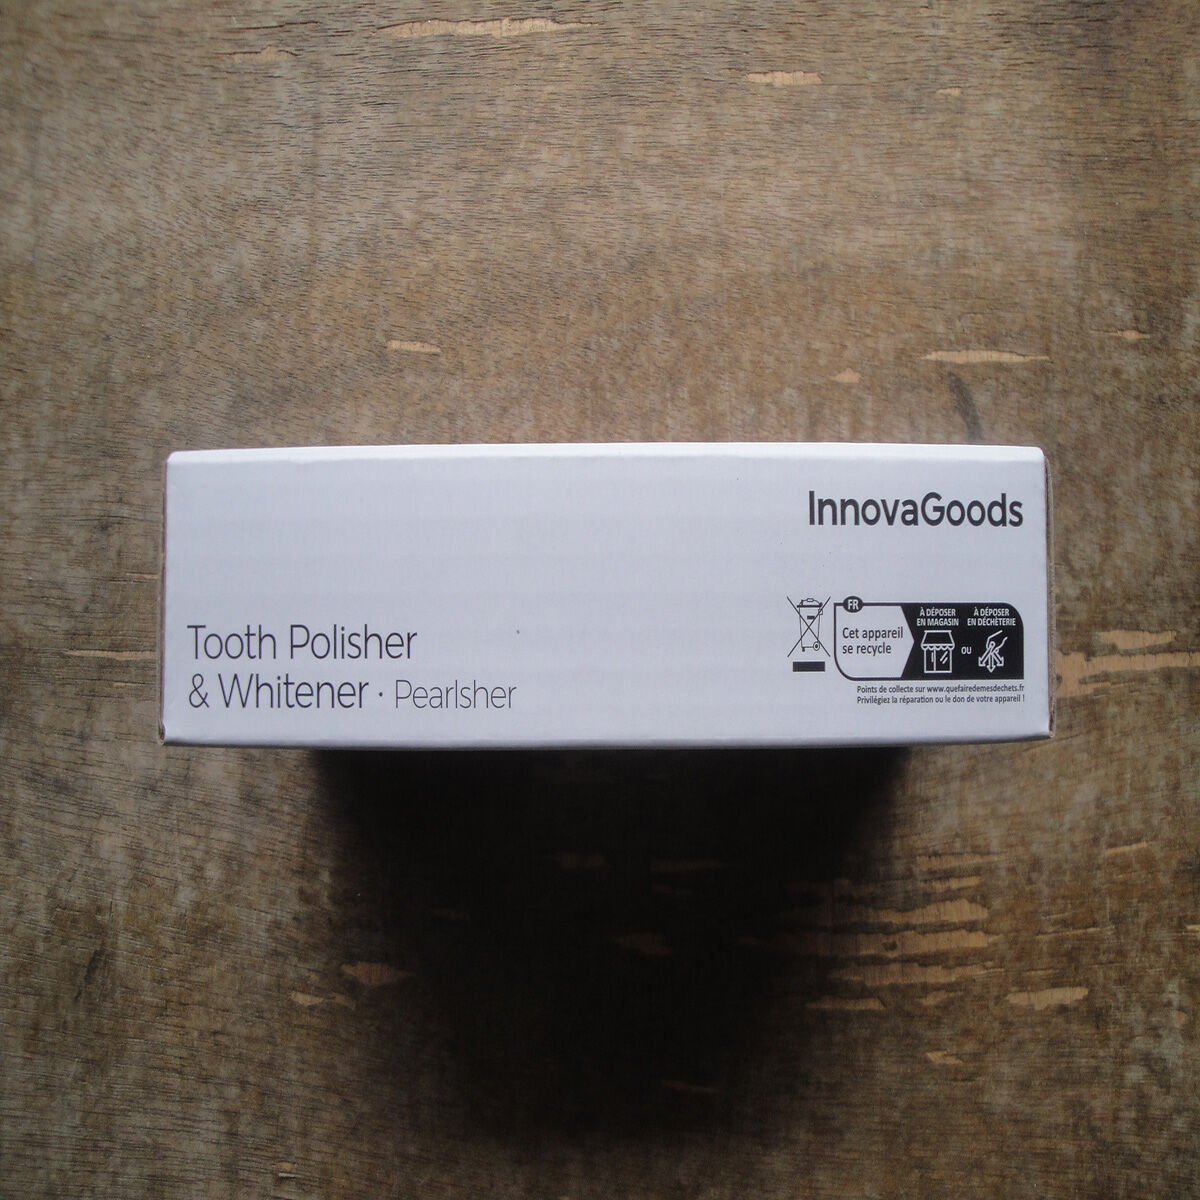 InnovaGoods
Tooth Polisher
& Whitener · Pearlsher
FR
Cet appareil
se recycle
À DÉPOSER
EN MAGASIN
OU
À DÉPOSER
EN DÉCHÈTERIE
Points de collecte sur www.quefairedemesdechets.fr
Privilégiez la réparation ou le don de votre appareil !